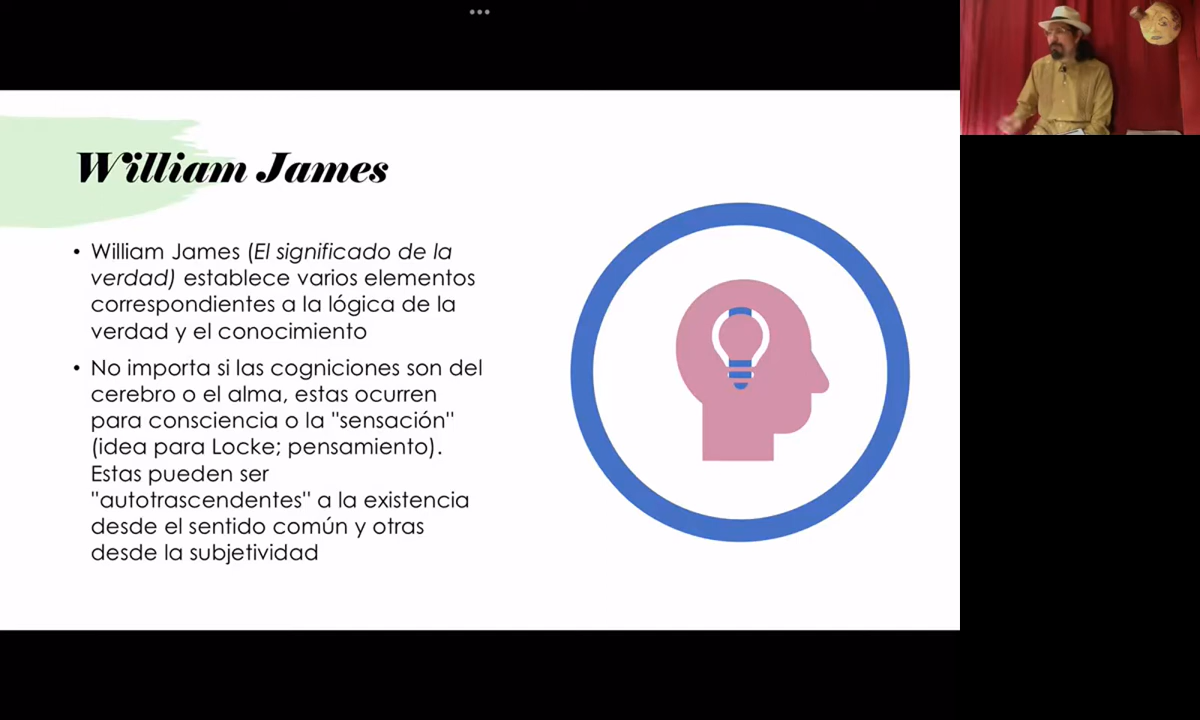 William James
• William James (El significado de la
verdad) establece varios elementos
correspondientes a la lógica de la
verdad y el conocimiento
• No importa si las cogniciones son del
cerebro o el alma, estas ocurren
para consciencia o la "sensación"
(idea para Locke; pensamiento).
Estas pueden ser
"autotrascendentes" a la existencia
desde el sentido común y otras
desde la subjetividad